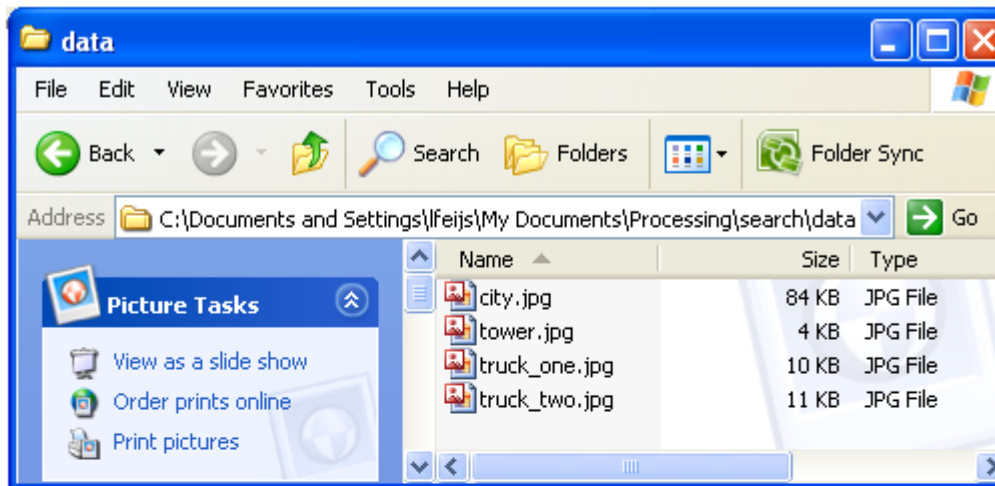 data
File Edit View Favorites Tools Help
Back Search Folders Folder Sync
Address C:\Documents and Settings\lfeijs\My Documents\Processing\search\data Go
Picture Tasks
View as a slide show
Order prints online
Print pictures
Name Size Type
city.jpg 84 KB JPG File
tower.jpg 4 KB JPG File
truck_one.jpg 10 KB JPG File
truck_two.jpg 11 KB JPG File